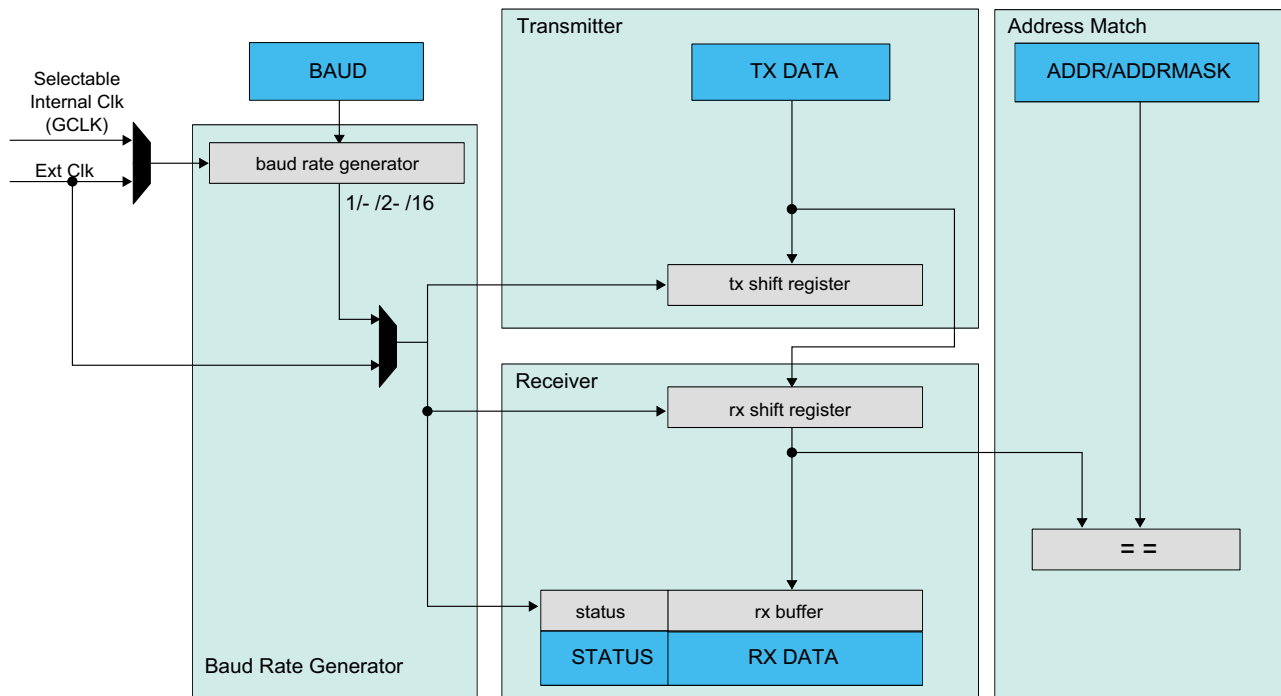 Transmitter
Address Match
BAUD
TX DATA
ADDR/ADDRMASK
Selectable
Internal Clk
(GCLK)
Ext Clk
baud rate generator
1/- /2- /16
tx shift register
Receiver
rx shift register
= =
status
rx buffer
STATUS
RX DATA
Baud Rate Generator